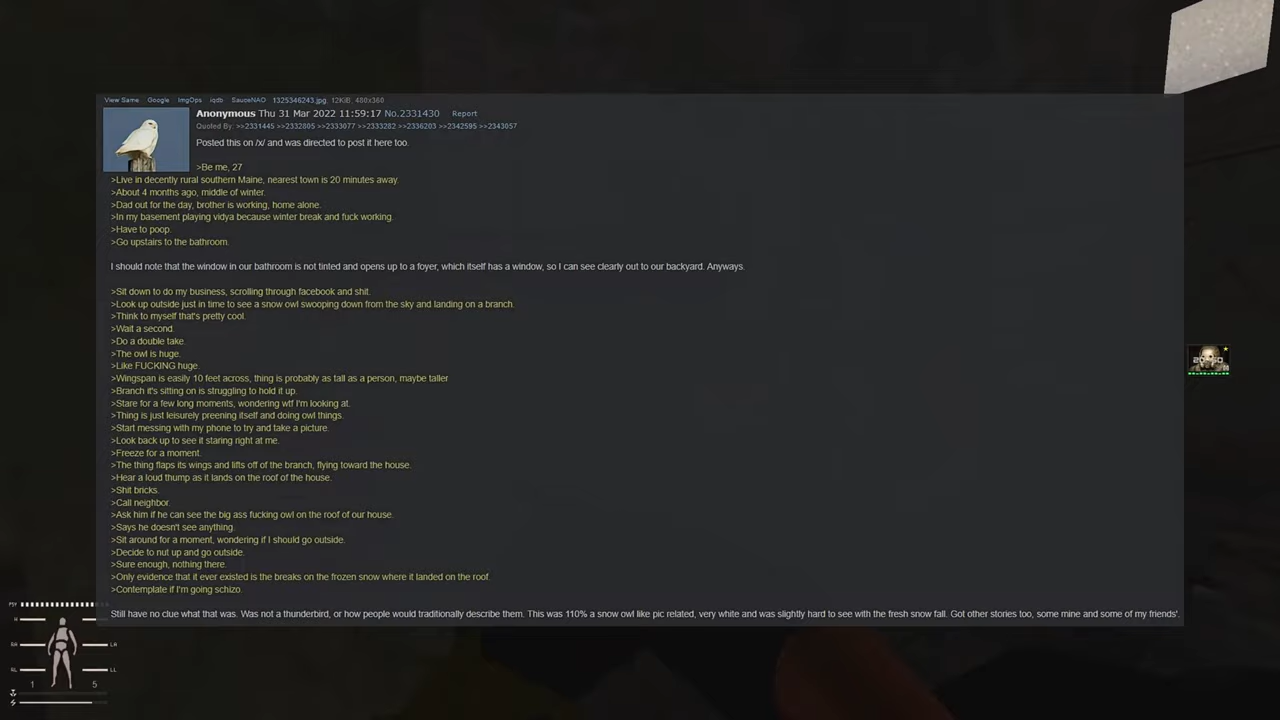 View Same Google ImgOps iqdb SauceNAO 1325346243.jpg, 12KiB, 480x360
Anonymous Thu 31 Mar 2022 11:59:17 No.2331430 Report
Quoted By: >>2331445 >>2332805 >>2333077 >>2333282 >>2336203 >>2342595 >>2343057
Posted this on /x/ and was directed to post it here too.
>Be me, 27
>Live in decently rural southern Maine, nearest town is 20 minutes away.
>About 4 months ago, middle of winter.
>Dad out for the day, brother is working, home alone.
>In my basement playing vidya because winter break and fuck working.
>Have to poop.
>Go upstairs to the bathroom.
I should note that the window in our bathroom is not tinted and opens up to a foyer, which itself has a window, so I can see clearly out to our backyard. Anyways.
>Sit down to do my business, scrolling through facebook and shit.
>Look up outside just in time to see a snow owl swooping down from the sky and landing on a branch.
>Think to myself that's pretty cool.
>Wait a second.
>Do a double take.
>The owl is huge.
>Like FUCKING huge.
>Wingspan is easily 10 feet across, thing is probably as tall as a person, maybe taller
>Branch it's sitting on is struggling to hold it up.
>Stare for a few long moments, wondering wtf I'm looking at.
>Thing is just leisurely preening itself and doing owl things.
>Start messing with my phone to try and take a picture.
>Look back up to see it staring right at me.
>Freeze for a moment.
>The thing flaps its wings and lifts off of the branch, flying toward the house.
>Hear a loud thump as it lands on the roof of the house.
>Shit bricks.
>Call neighbor.
>Ask him if he can see the big ass fucking owl on the roof of our house.
>Says he doesn't see anything.
>Sit around for a moment, wondering if I should go outside.
>Decide to nut up and go outside.
>Sure enough, nothing there.
>Only evidence that it ever existed is the breaks on the frozen snow where it landed on the roof.
>Contemplate if I'm going schizo.
Still have no clue what that was. Was not a thunderbird, or how people would traditionally describe them. This was 110% a snow owl like pic related, very white and was slightly hard to see with the fresh snow fall. Got other stories too, some mine and some of my friends'.
PSY
H
RH LA
RL LL
1 5